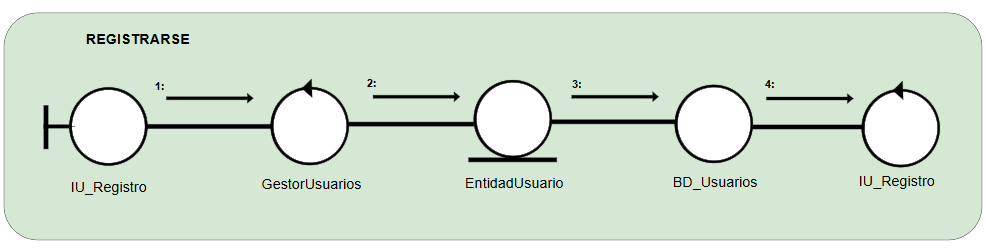 REGISTRARSE
1:
2:
3:
4:
IU_Registro
GestorUsuarios
EntidadUsuario
BD_Usuarios
IU_Registro